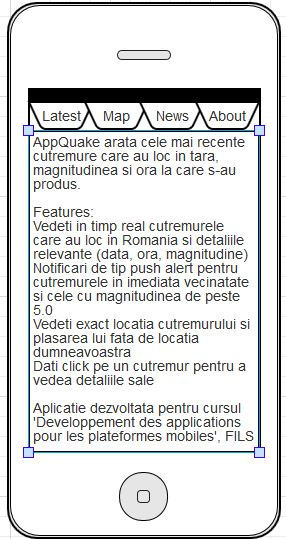 Latest Map News About
AppQuake arata cele mai recente
cutremure care au loc in tara,
magnitudinea si ora la care s-au
produs.
Features:
Vedeti in timp real cutremurele
care au loc in Romania si detaliile
relevante (data, ora, magnitudine)
Notificari de tip push alert pentru
cutremurele in imediata vecinatate
si cele cu magnitudinea de peste
5.0
Vedeti exact locatia cutremurului si
plasarea lui fata de locatia
dumneavoastra
Dati click pe un cutremur pentru a
vedea detaliile sale
Aplicatie dezvoltata pentru cursul
'Developpement des applications
pour les plateformes mobiles', FILS